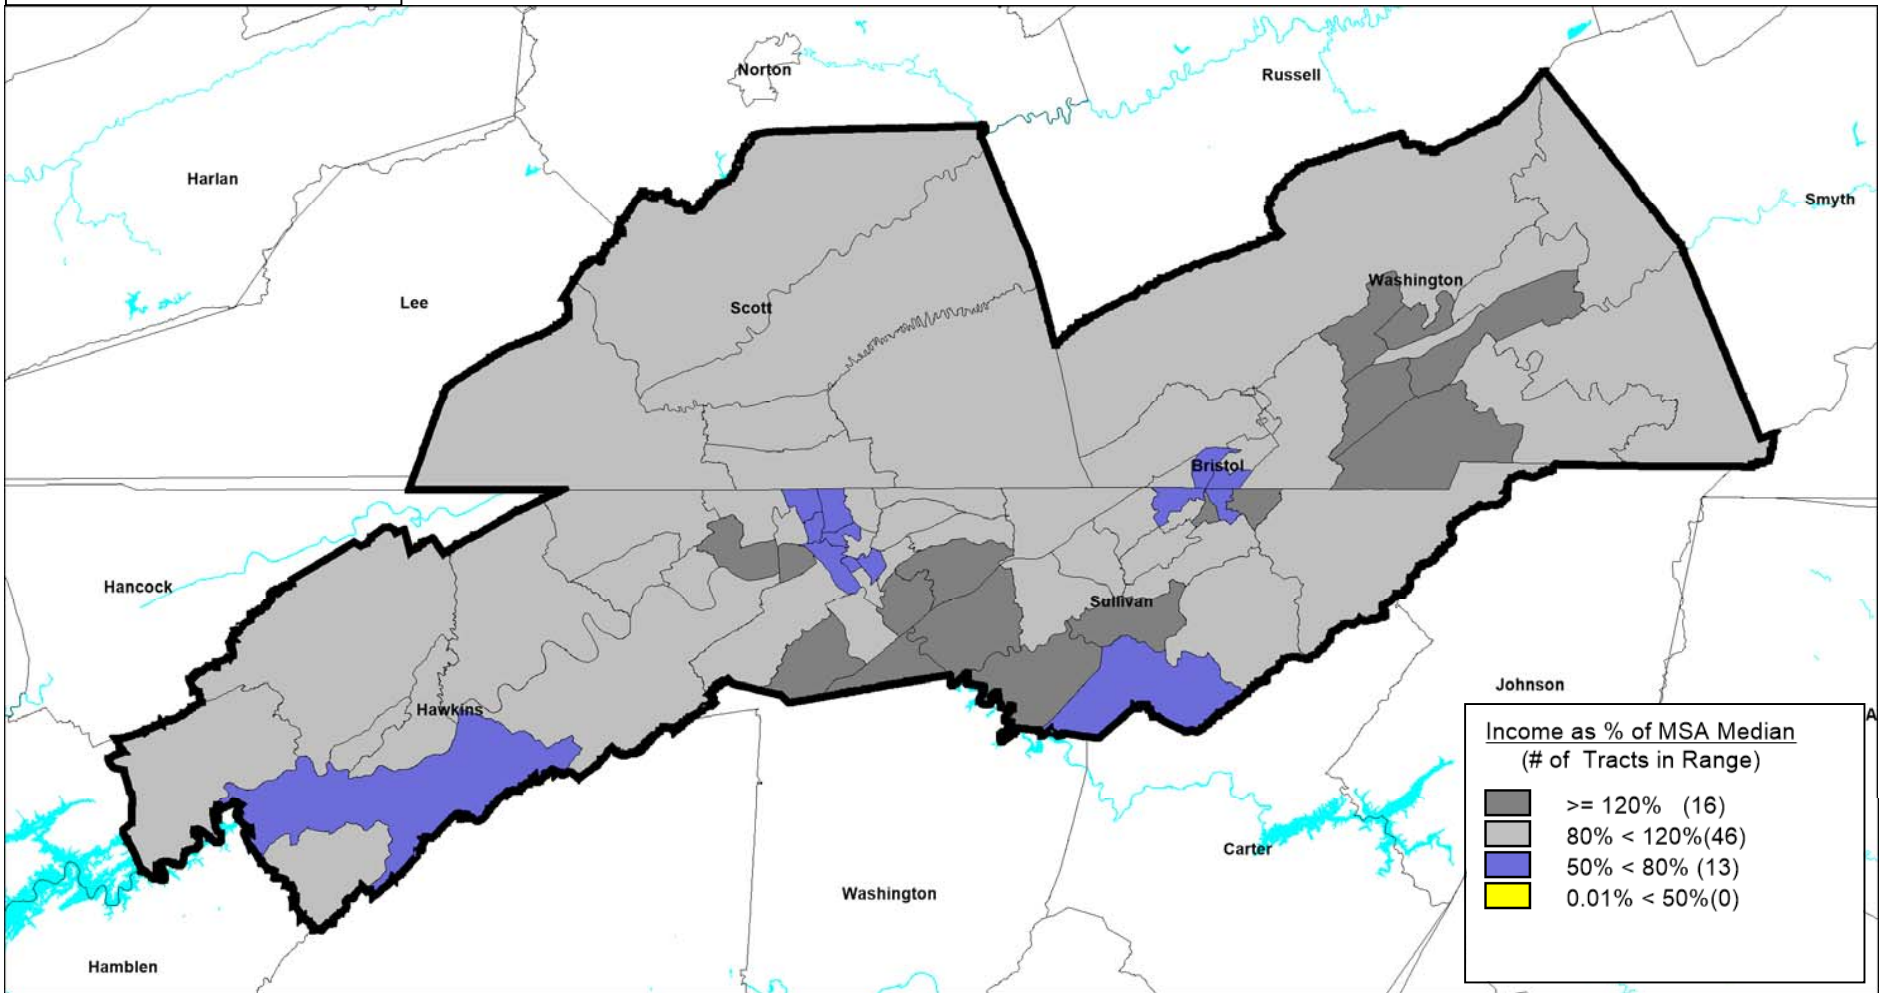 Norton
Russell
Harlan
Smyth
Lee
Scott
Washington
Bristol
Hancock
Sullivan
Hawkins
Johnson
A
Carter
Washington
Hamblen
Income as % of MSA Median
(# of Tracts in Range)
>= 120% (16)
80% < 120%(46)
50% < 80% (13)
0.01% < 50%(0)